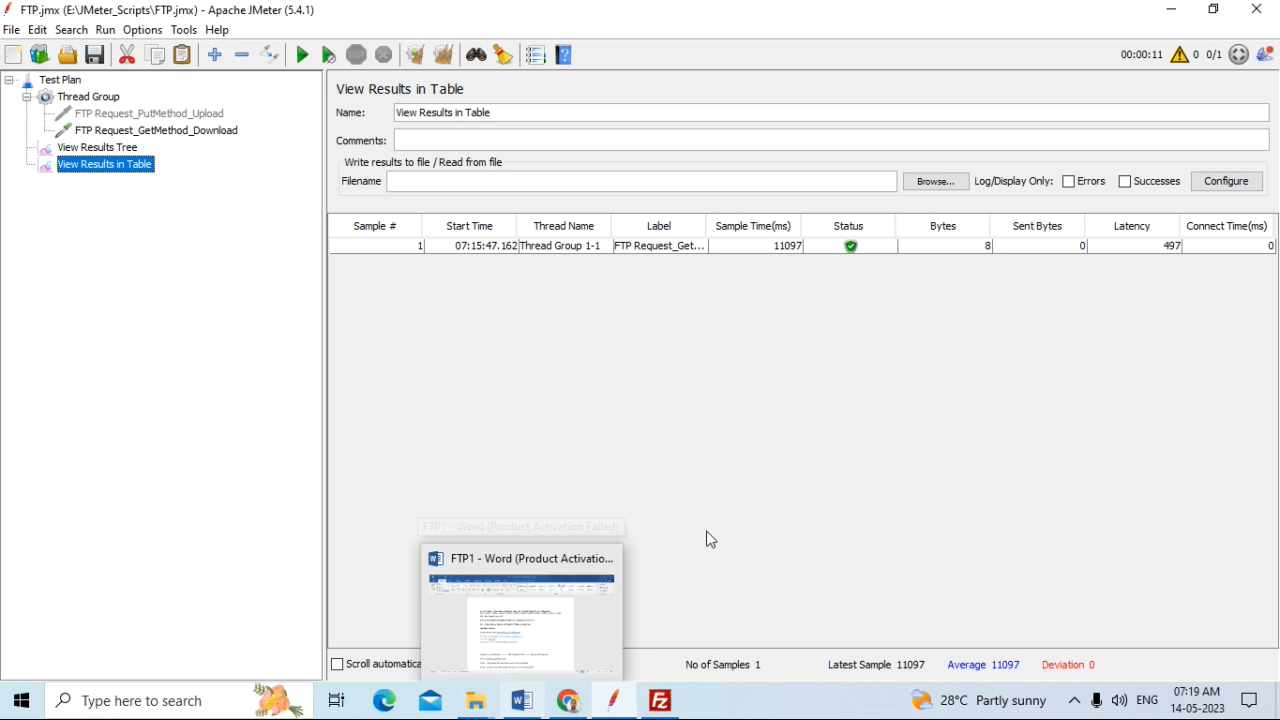 FTP.jmx (E:\JMeter_Scripts\FTP.jmx) - Apache JMeter (5.4.1)
File Edit Search Run Options Tools Help
00:00:11 0 0/1
Test Plan
Thread Group
FTP Request_PutMethod_Upload
FTP Request_GetMethod_Download
View Results Tree
View Results in Table
View Results in Table
Name: View Results in Table
Comments:
Write results to file / Read from file
Filename Browse... Log/Display Only: Errors Successes Configure
Sample # Start Time Thread Name Label Sample Time(ms) Status Bytes Sent Bytes Latency Connect Time(ms)
1 07:15:47.162 Thread Group 1-1 FTP Request_Get... 11097 8 0 497 0
FTP1 - Word (Product Activation Failed)
FTP1 - Word (Product Activatio...
Scroll automatica No of Samples 1 Latest Sample 11097 age 11097 Deviation 0
Type here to search
28°C Partly sunny ENG 07:19 AM
14-05-2023